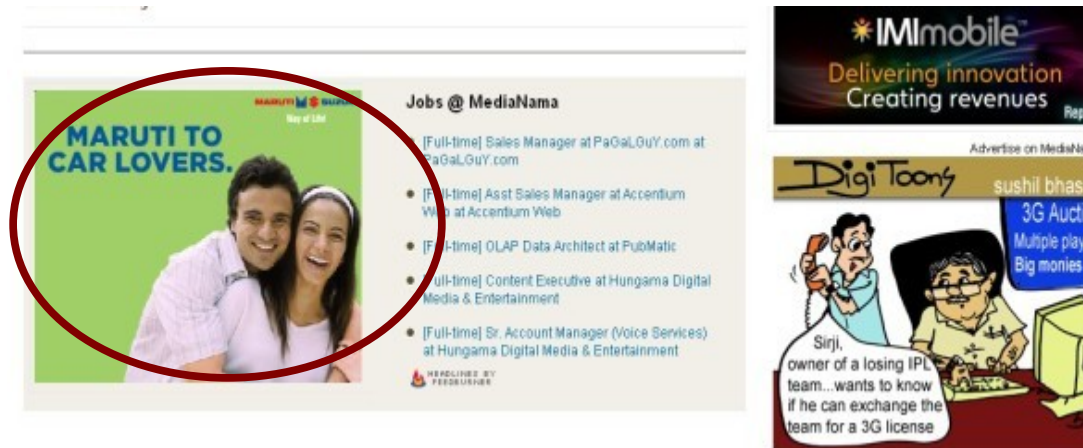 MARUTI SUZUKI
Way of Life!
MARUTI TO
CAR LOVERS.
Jobs @ MediaNama
[Full-time] Sales Manager at PaGaLGuY.com at
PaGaLGuY.com
[Full-time] Asst Sales Manager at Accentium
Web at Accentium Web
[Full-time] OLAP Data Architect at PubMatic
[Full-time] Content Executive at Hungama Digital
Media & Entertainment
[Full-time] Sr. Account Manager (Voice Services)
at Hungama Digital Media & Entertainment
HEADLINES BY
FEEDBURNER
IMImobile™
Delivering innovation
Creating revenues
Rep
Advertise on MediaNa
Digi Toons
sushil bhas
3G Aucti
Multiple play
Big monies
Sirji,
owner of a losing IPL
team...wants to know
if he can exchange the
team for a 3G license